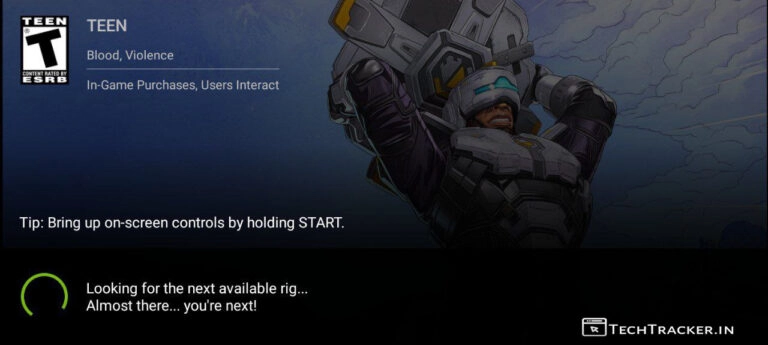 TEEN
T
CONTENT RATED BY
ESRB
TEEN
Blood, Violence
In-Game Purchases, Users Interact
Tip: Bring up on-screen controls by holding START.
Looking for the next available rig...
Almost there... you're next!
TECHTRACKER.IN